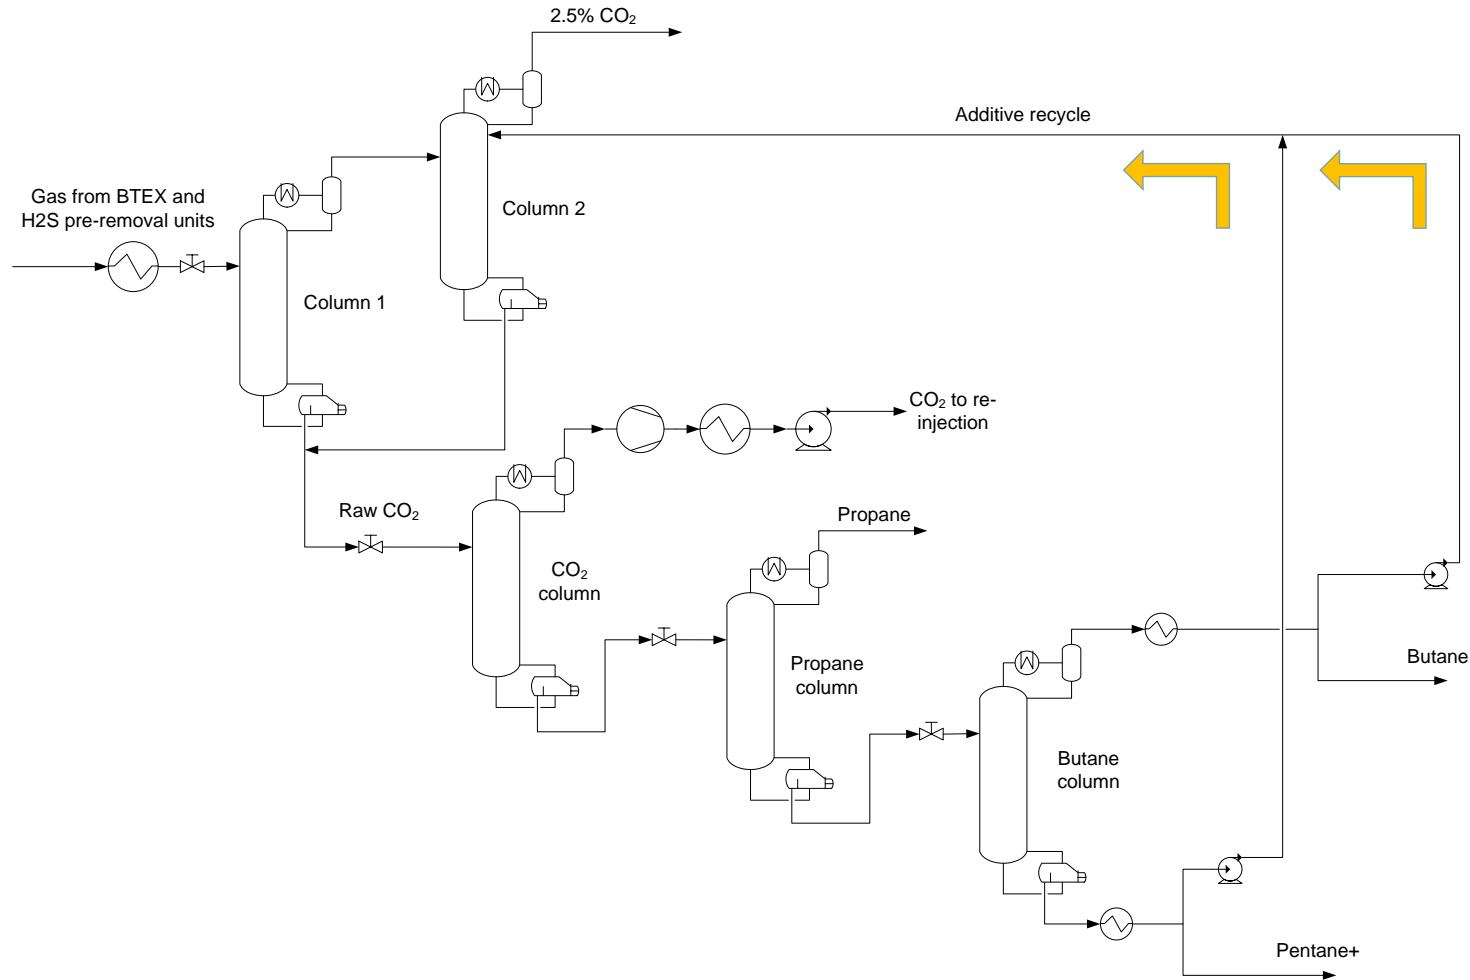 2.5% CO₂
Additive recycle
Gas from BTEX and
H2S pre-removal units
Column 2
Column 1
CO₂ to re-
injection
Raw CO₂
Propane
CO₂
column
Propane
column
Butane
Butane
column
Pentane+